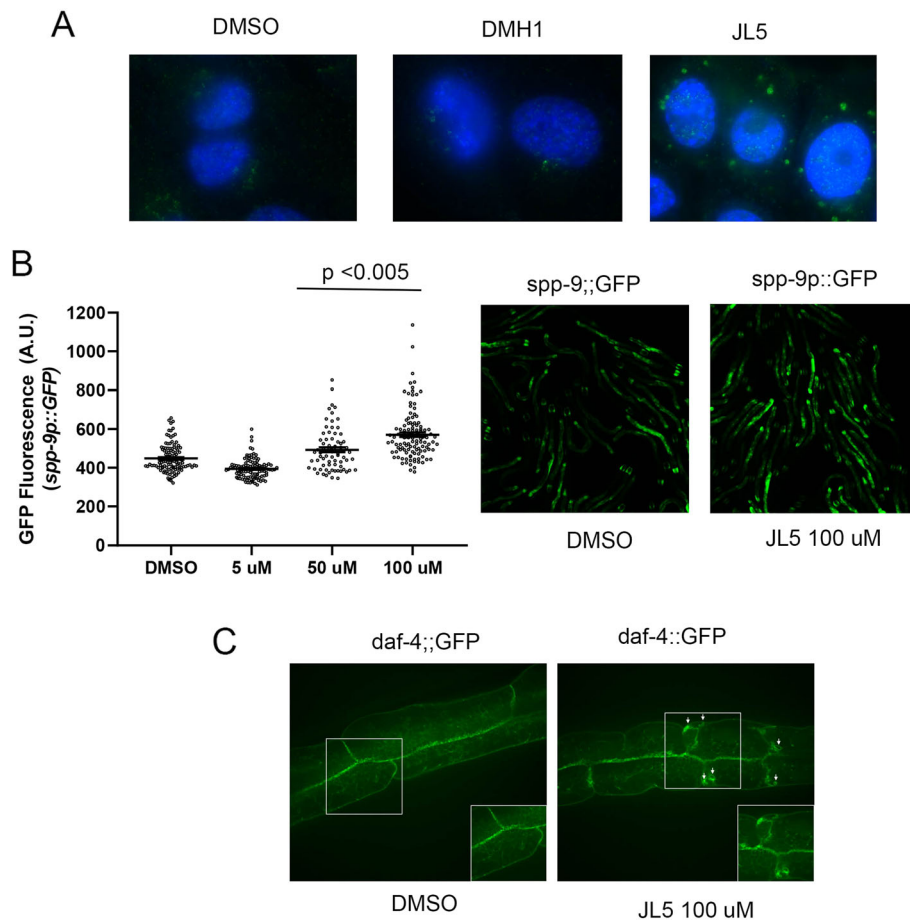 A
DMSO
DMH1
JL5
B
p <0.005
GFP Fluorescence (A.U.)
(spp-9p::GFP)
1200
1000
800
600
400
200
0
DMSO
5 uM
50 uM
100 uM
spp-9;;GFP
spp-9p::GFP
DMSO
JL5 100 uM
C
daf-4;;GFP
daf-4::GFP
DMSO
JL5 100 uM